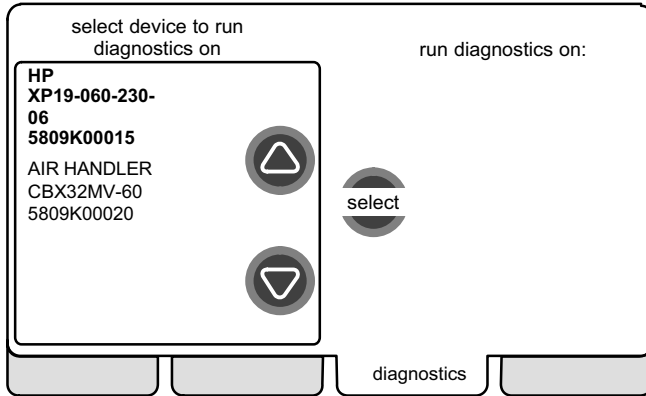 select device to run
diagnostics on
run diagnostics on:
HP
XP19-060-230-
06
5809K00015
AIR HANDLER
CBX32MV-60
5809K00020
select
diagnostics